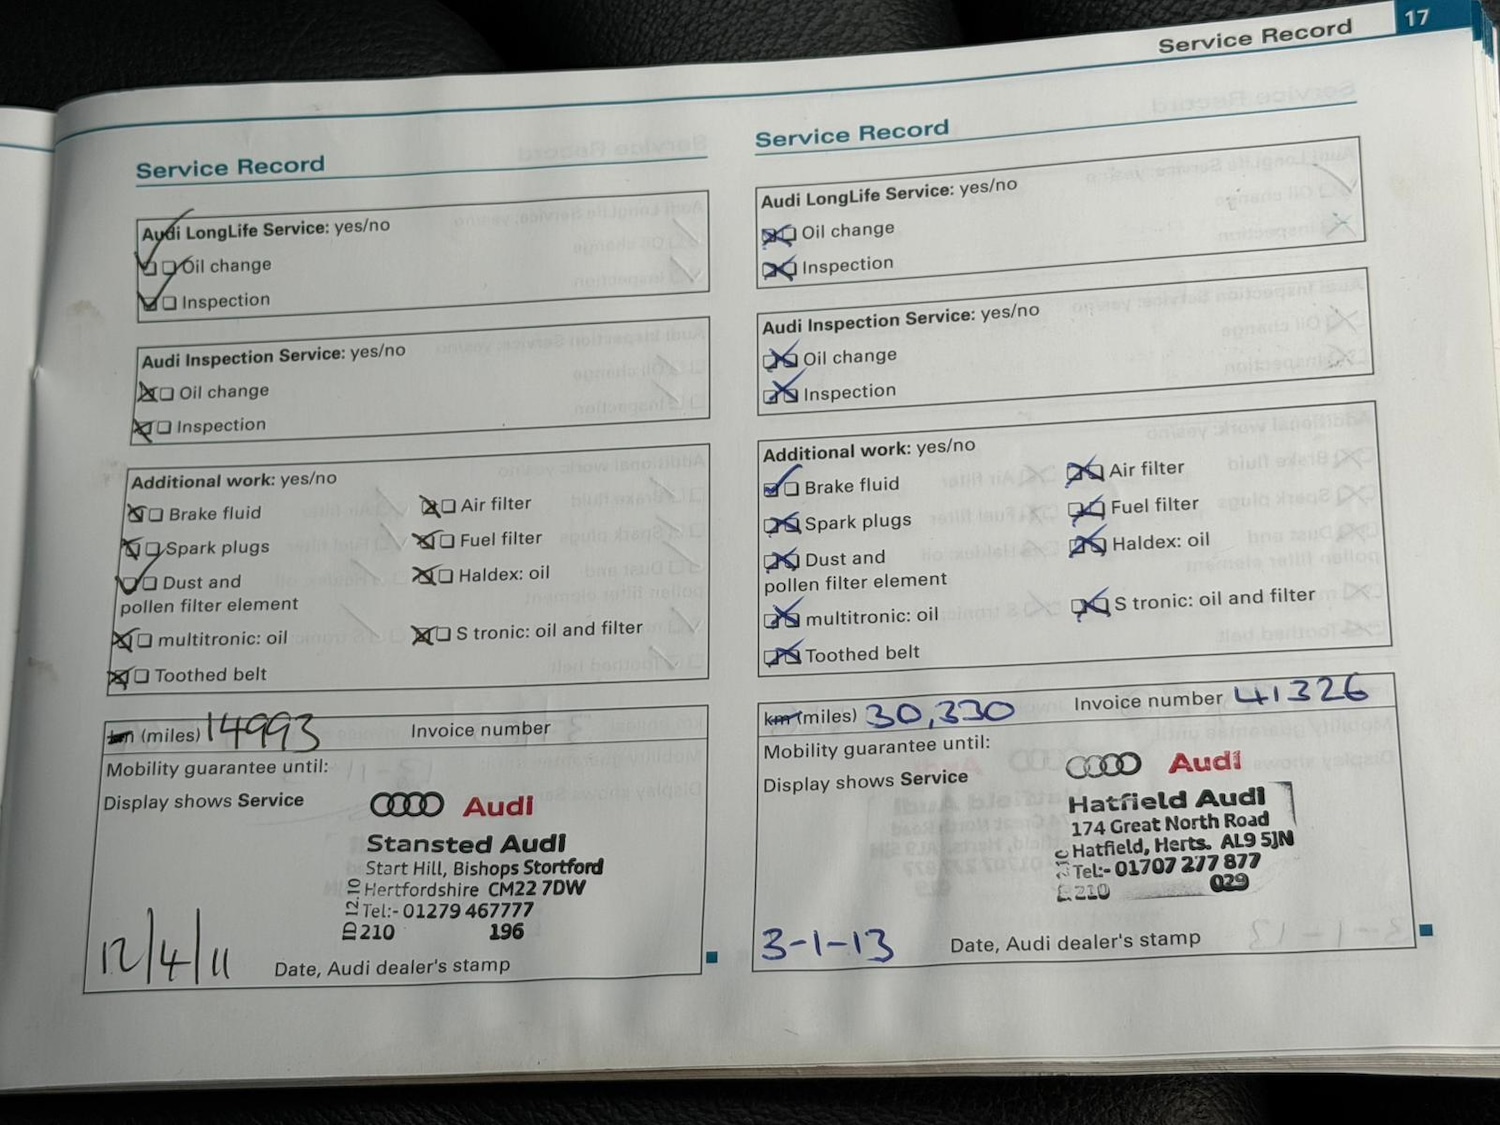 Service Record 17
Service Record
Audi LongLife Service: yes/no
Oil change
Inspection
Audi Inspection Service: yes/no
Oil change
Inspection
Additional work: yes/no
Brake fluid
Air filter
Spark plugs
Fuel filter
Dust and
pollen filter element
Haldex: oil
multitronic: oil
S tronic: oil and filter
Toothed belt
km (miles) 14993 Invoice number
Mobility guarantee until:
Display shows Service
Audi
Stansted Audi
Start Hill, Bishops Stortford
Hertfordshire CM22 7DW
Tel:- 01279 467777
ID 12.10
210 196
12/4/11 Date, Audi dealer's stamp
Service Record
Audi LongLife Service: yes/no
Oil change
Inspection
Audi Inspection Service: yes/no
Oil change
Inspection
Additional work: yes/no
Brake fluid
Air filter
Spark plugs
Fuel filter
Dust and
pollen filter element
Haldex: oil
multitronic: oil
S tronic: oil and filter
Toothed belt
km (miles) 30,330 Invoice number 41326
Mobility guarantee until:
Display shows Service
Audi
Hatfield Audi
174 Great North Road
Hatfield, Herts. AL9 5JN
Tel:- 01707 277 877
210 029
3-1-13 Date, Audi dealer's stamp